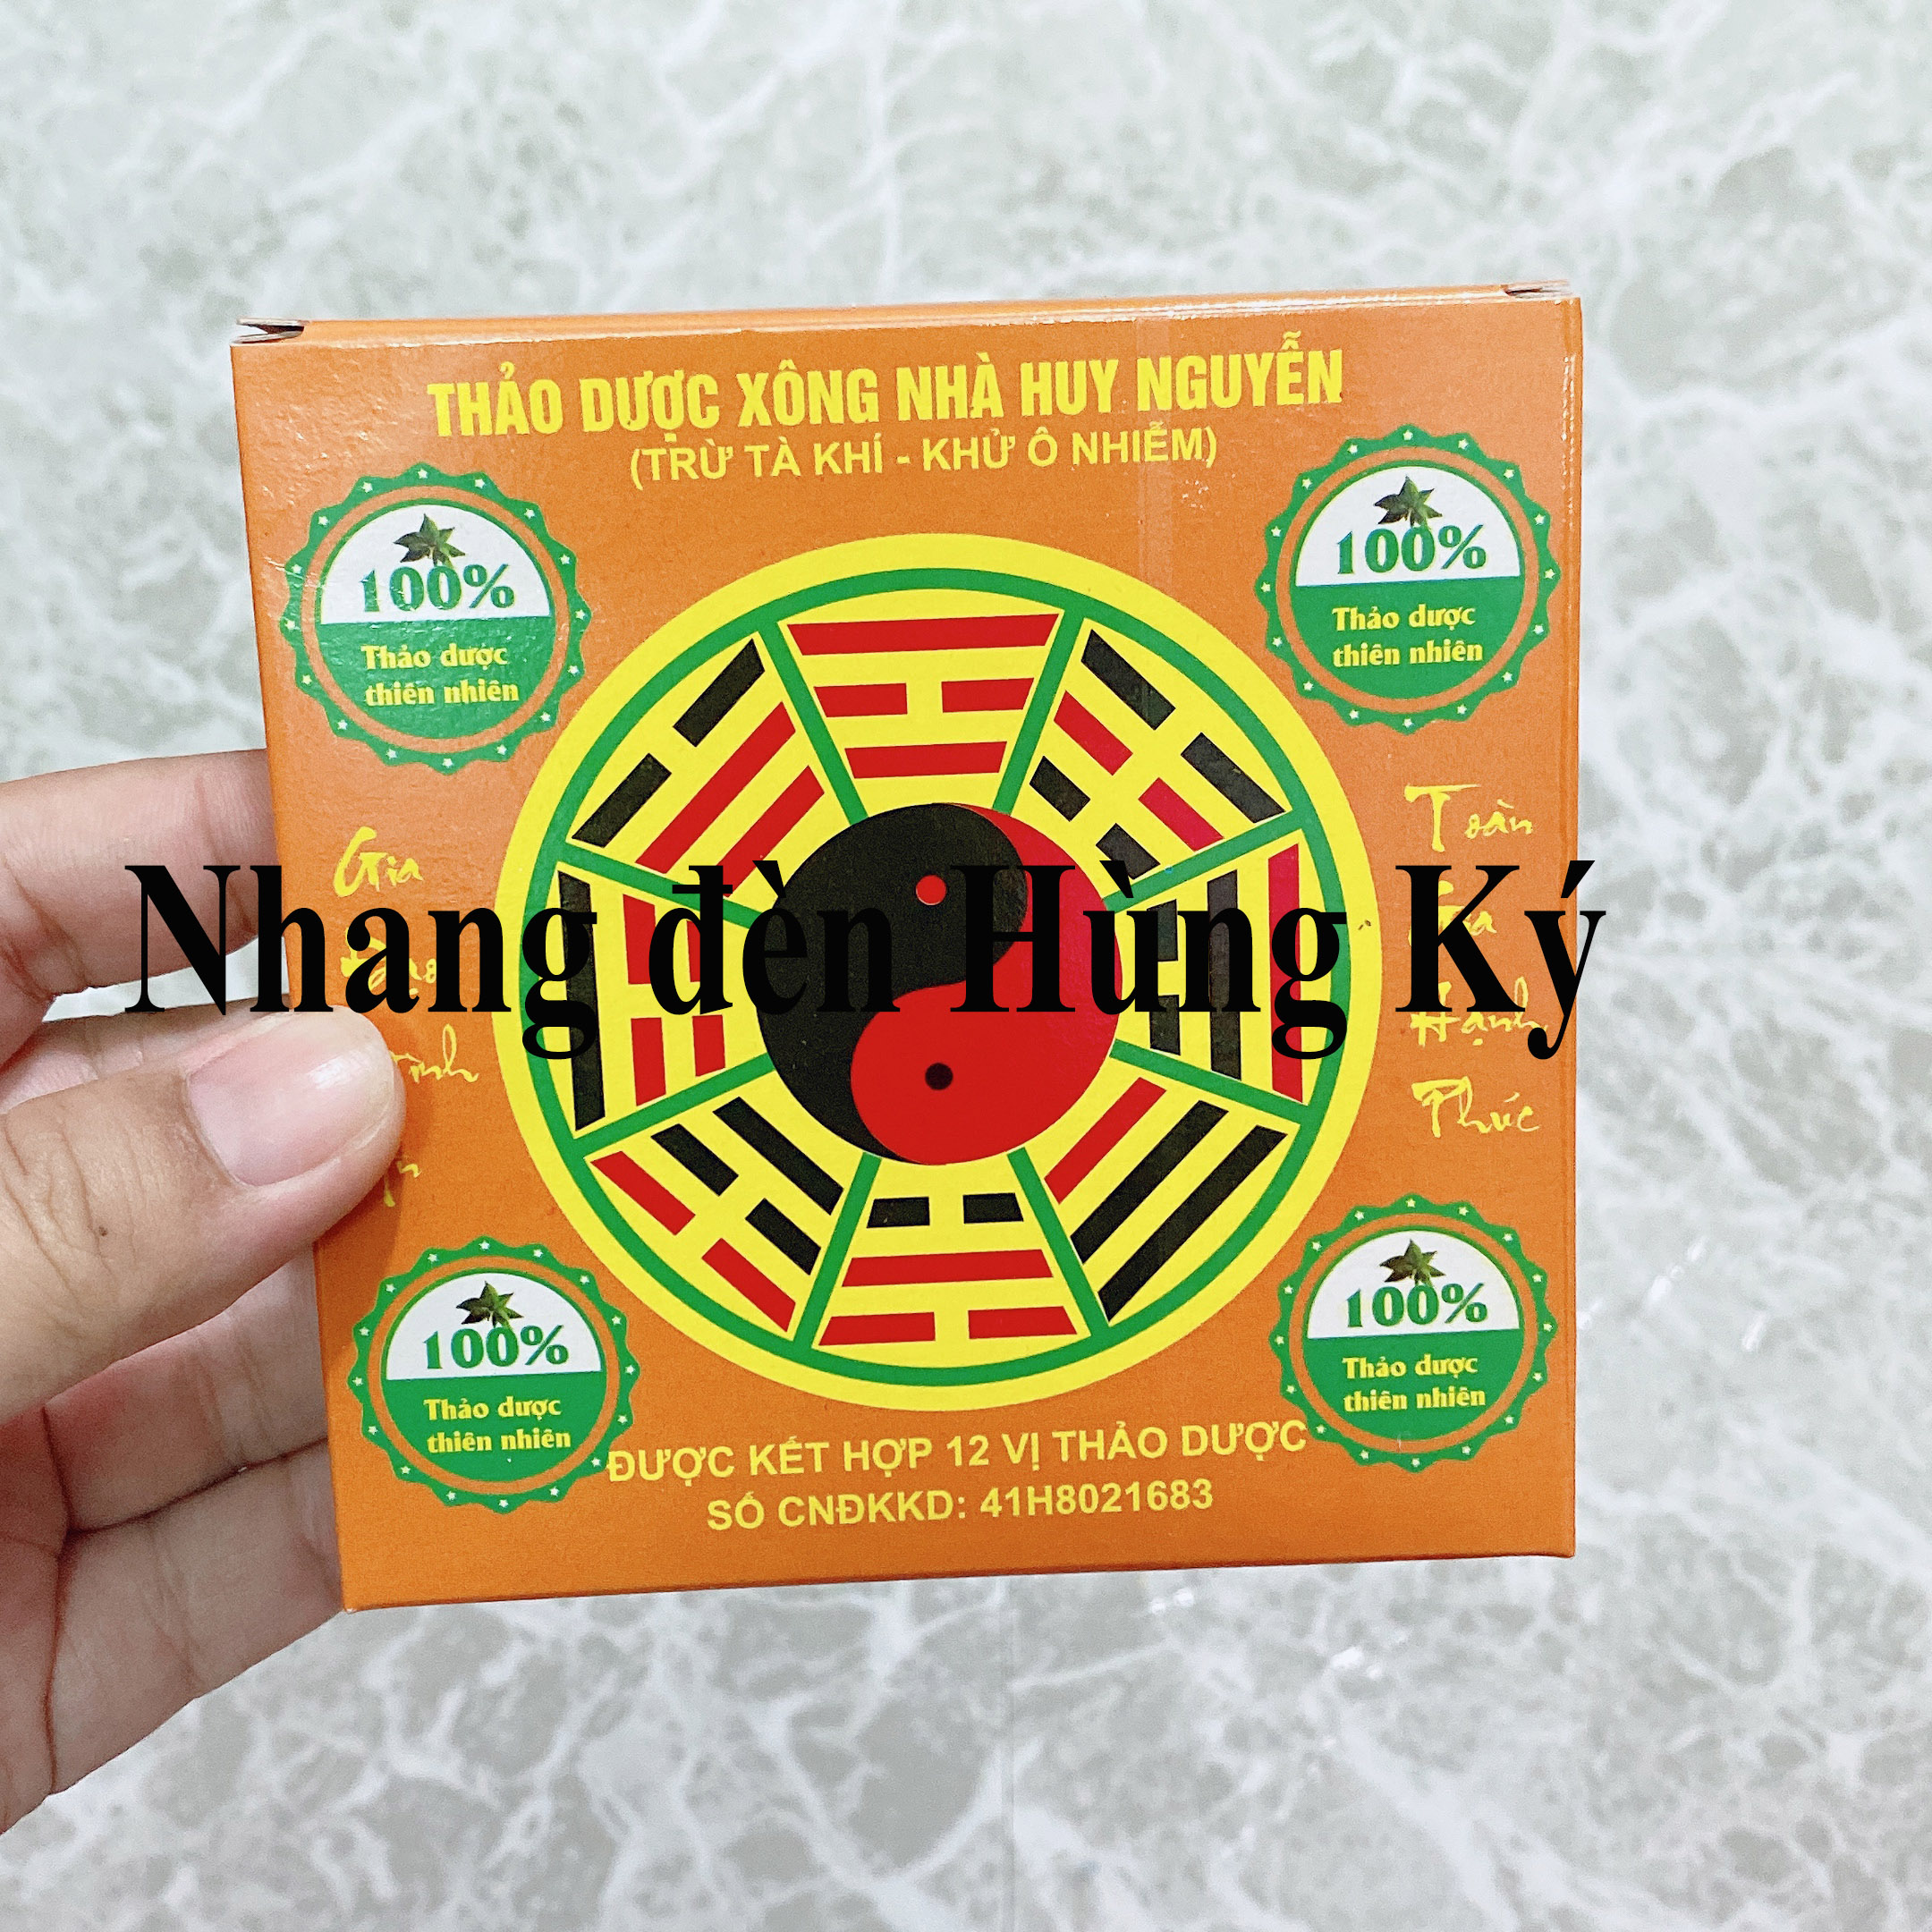 THẢO DƯỢC XÔNG NHÀ HUY NGUYỄN
(TRỪ TÀ KHÍ - KHỬ Ô NHIỄM)
100%
Thảo dược
thiên nhiên
100%
Thảo dược
thiên nhiên
Gia
Toàn
Nhang đèn Hùng Ký
Hạnh
Phúc
100%
Thảo dược
thiên nhiên
100%
Thảo dược
thiên nhiên
ĐƯỢC KẾT HỢP 12 VỊ THẢO DƯỢC
SỐ CNĐKKD: 41H8021683